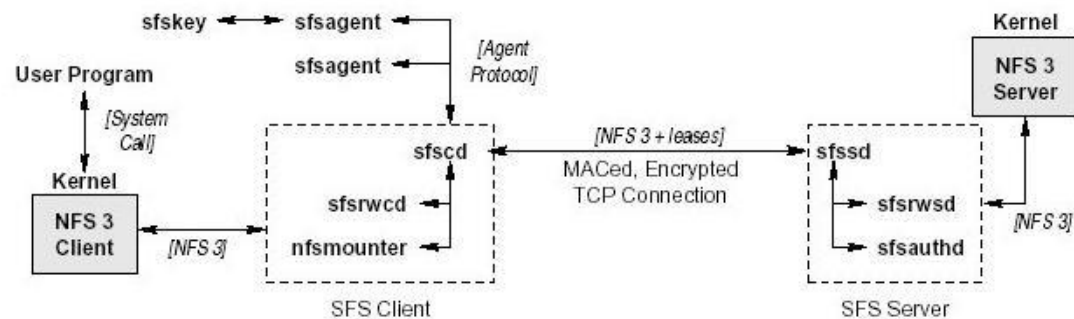 Kernel
sfskey
sfsagent
[Agent
Protocol]
sfsagent
NFS 3
Server
User Program
[System
Call]
[NFS 3 + leases]
sfscd
sfssd
MACed, Encrypted
TCP Connection
Kernel
NFS 3
Client
sfsrwcd
sfsrwsd
[NFS 3]
nfsmounter
sfsauthd
[NFS 3]
SFS Client
SFS Server